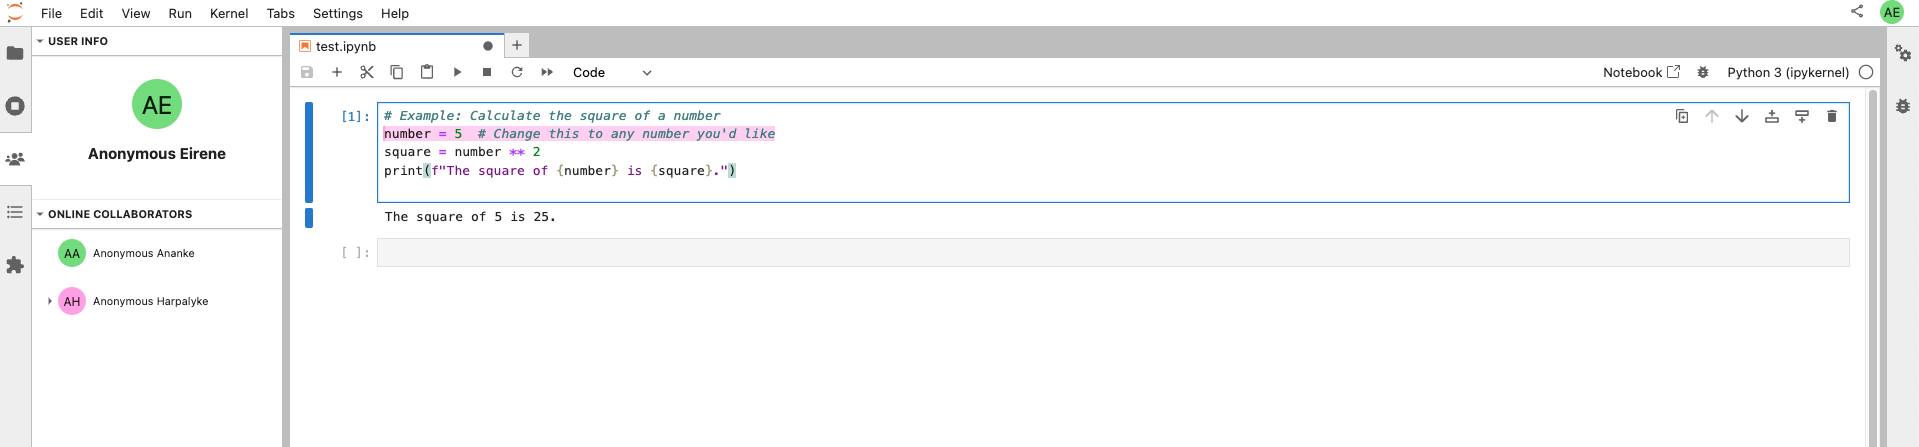 File Edit View Run Kernel Tabs Settings Help
AE
USER INFO
AE
Anonymous Eirene
ONLINE COLLABORATORS
AA Anonymous Ananke
AH Anonymous Harpalyke
test.ipynb
Code
Notebook
Python 3 (ipykernel)
[1]:
# Example: Calculate the square of a number
number = 5  # Change this to any number you'd like
square = number ** 2
print(f"The square of {number} is {square}.")
The square of 5 is 25.
[ ]: